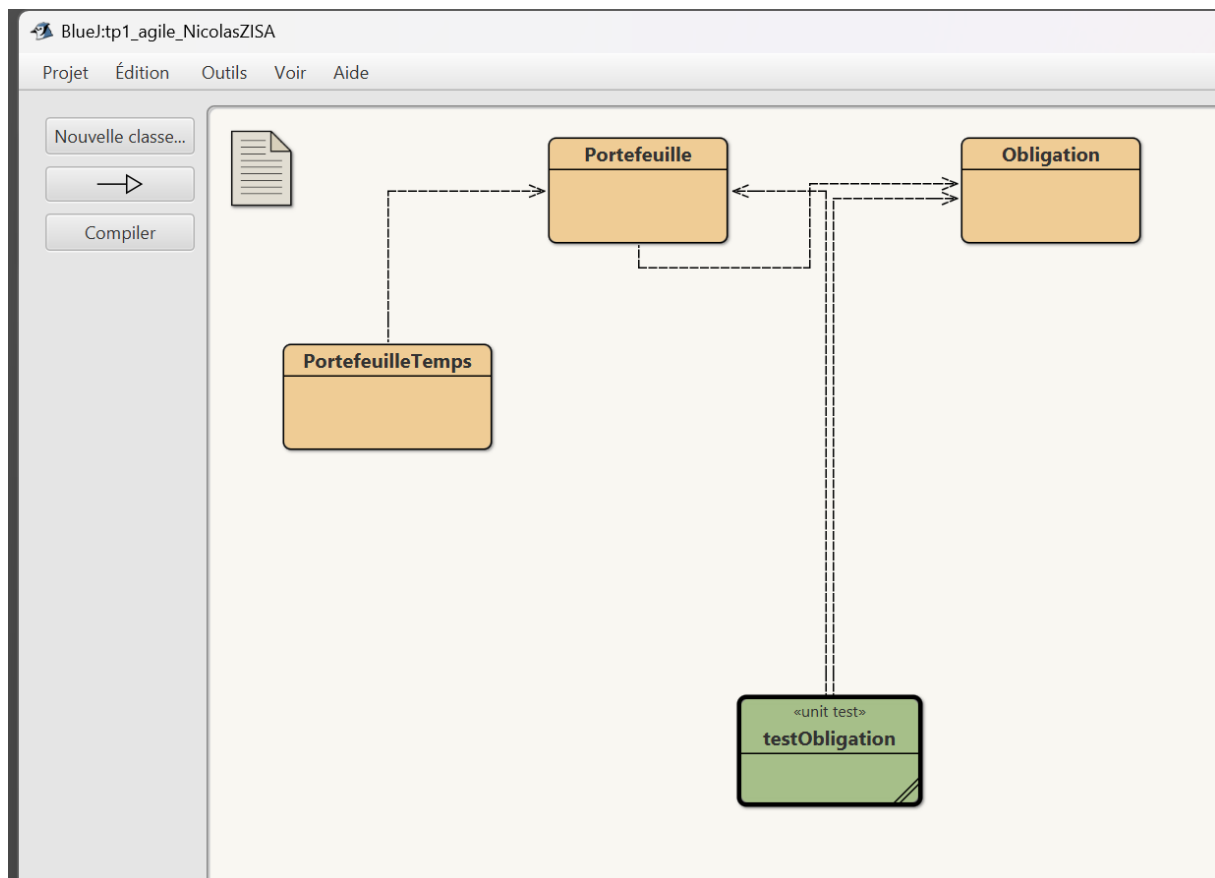 BlueJ:tp1_agile_NicolasZISA
Projet Édition Outils Voir Aide
Nouvelle classe...
Compiler
Portefeuille
Obligation
PortefeuilleTemps
«unit test»
testObligation